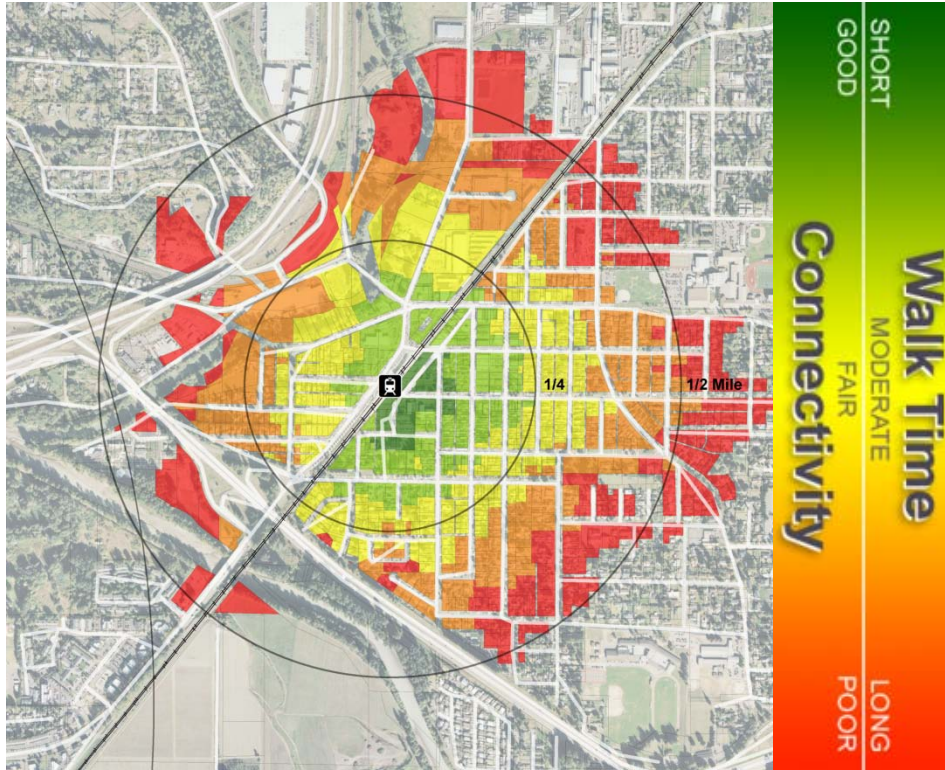 1/4
1/2 Mile
Walk Time
SHORT MODERATE LONG
GOOD FAIR POOR
Connectivity